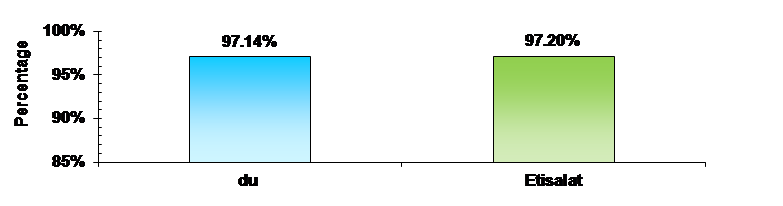 Percentage
100%
95%
90%
85%
97.14%
97.20%
du
Etisalat